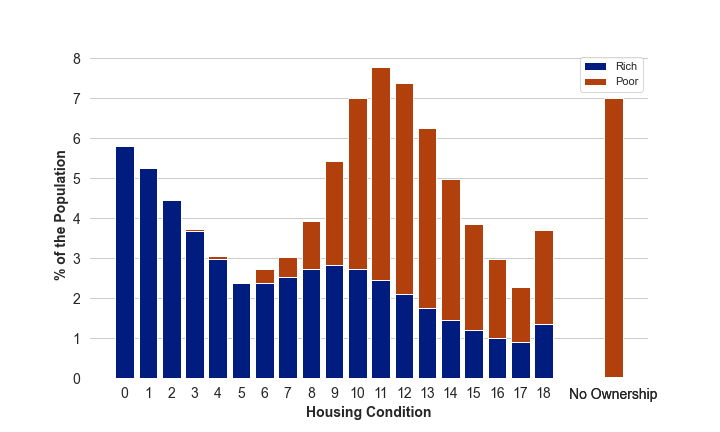 8
7
6
5
4
3
2
1
0
% of the Population
Rich
Poor
0 1 2 3 4 5 6 7 8 9 10 11 12 13 14 15 16 17 18 No Ownership
Housing Condition